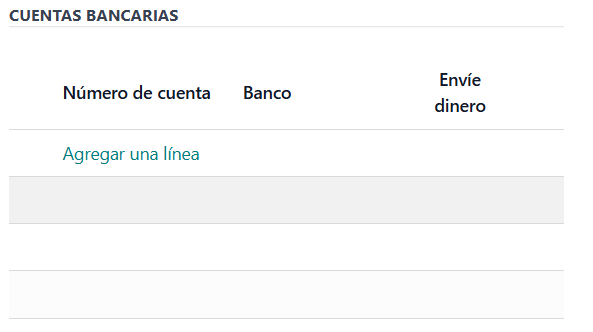 CUENTAS BANCARIAS
Número de cuenta Banco Envíe
dinero
Agregar una línea